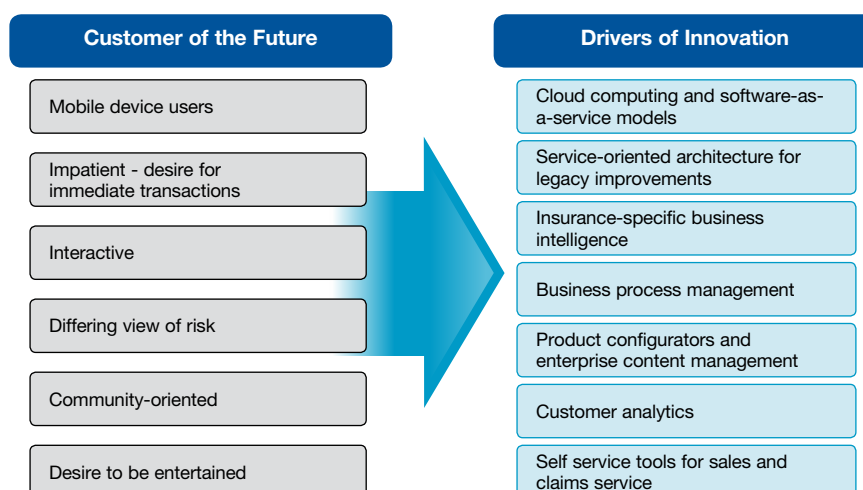 Customer of the Future
Mobile device users
Impatient - desire for
immediate transactions
Interactive
Differing view of risk
Community-oriented
Desire to be entertained
Drivers of Innovation
Cloud computing and software-as-
a-service models
Service-oriented architecture for
legacy improvements
Insurance-specific business
intelligence
Business process management
Product configurators and
enterprise content management
Customer analytics
Self service tools for sales and
claims service